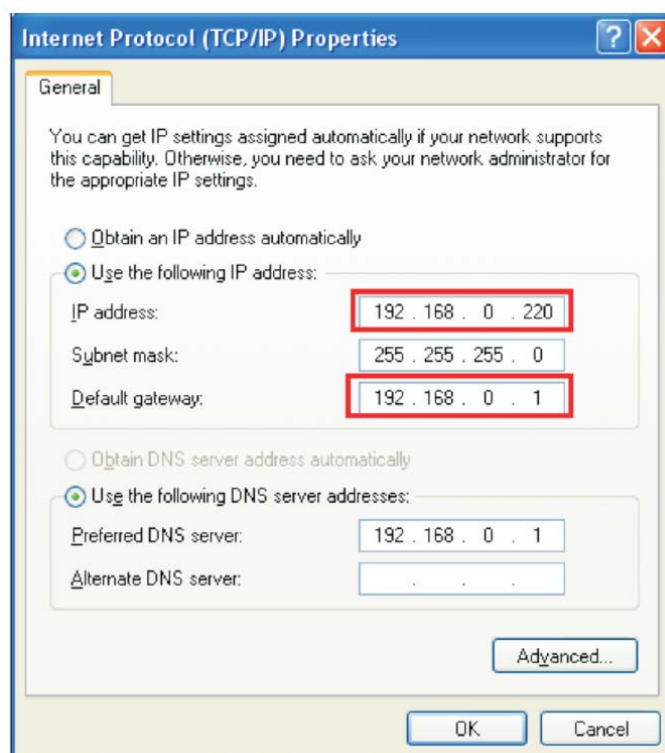 Internet Protocol (TCP/IP) Properties
General
You can get IP settings assigned automatically if your network supports
this capability. Otherwise, you need to ask your network administrator for
the appropriate IP settings.
Obtain an IP address automatically
Use the following IP address:
IP address: 192 . 168 . 0 . 220
Subnet mask: 255 . 255 . 255 . 0
Default gateway: 192 . 168 . 0 . 1
Obtain DNS server address automatically
Use the following DNS server addresses:
Preferred DNS server: 192 . 168 . 0 . 1
Alternate DNS server: . . .
Advanced...
OK Cancel